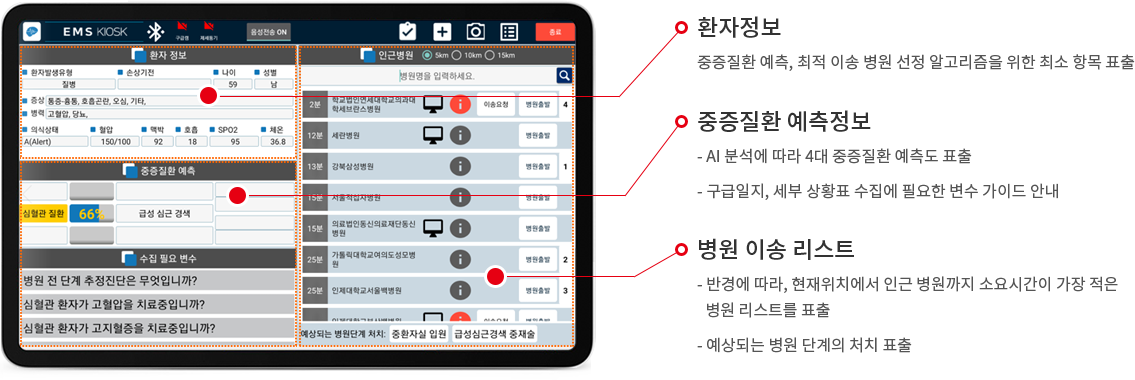 EMS KIOSK
구급앱
제세동기
음성전송 ON
종료
환자 정보
환자발생유형
손상기전
나이
성별
질병
59
남
증상
통증-흉통, 호흡곤란, 오심, 기타,
병력
고혈압, 당뇨,
의식상태
혈압
맥박
호흡
SPO2
체온
A(Alert)
150/100
92
18
95
36.8
중증질환 예측
심혈관 질환
66%
급성 심근 경색
수집 필요 변수
병원 전 단계 추정진단은 무엇입니까?
심혈관 환자가 고혈압을 치료중입니까?
심혈관 환자가 고지혈증을 치료중입니까?
인근병원
5km
10km
15km
병원명을 입력하세요.
2분
학교법인연세대학교의과대
학세브란스병원
이송요청
병원출발
4
12분
세란병원
병원출발
13분
강북삼성병원
병원출발
1
15분
서울적십자병원
병원출발
15분
의료법인동신의료재단동신
병원
병원출발
25분
가톨릭대학교여의도성모병
원
병원출발
2
25분
인제대학교서울백병원
병원출발
3
이송요청
병원출발
예상되는 병원단계 처치:
중환자실 입원
급성심근경색 중재술
환자정보
중증질환 예측, 최적 이송 병원 선정 알고리즘을 위한 최소 항목 표출
중증질환 예측정보
- AI 분석에 따라 4대 중증질환 예측도 표출
- 구급일지, 세부 상황표 수집에 필요한 변수 가이드 안내
병원 이송 리스트
- 반경에 따라, 현재위치에서 인근 병원까지 소요시간이 가장 적은
병원 리스트를 표출
- 예상되는 병원 단계의 처치 표출